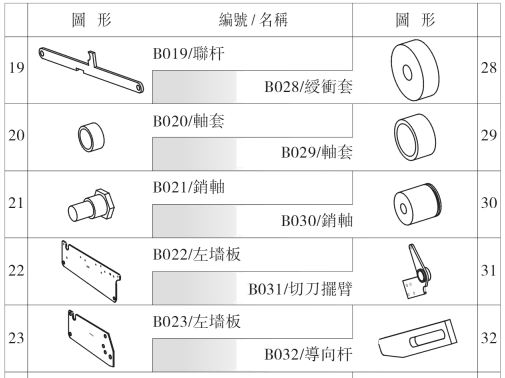 圖 形 編號 / 名稱 圖 形
19 B019/聯杆
B028/綬衝套 28
20 B020/軸套
B029/軸套 29
21 B021/銷軸
B030/銷軸 30
22 B022/左墻板
B031/切刀擺臂 31
23 B023/左墻板
B032/導向杆 32